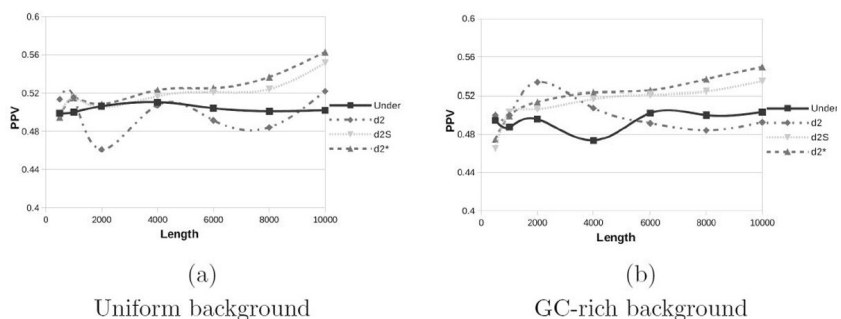 0.6
0.56
0.52
0.48
0.44
0.4
PPV
0 2000 4000 6000 8000 10000
Length
Under
d2
d2S
d2*
(a)
Uniform background
0.6
0.56
0.52
0.48
0.44
0.4
PPV
0 2000 4000 6000 8000 10000
Length
Under
d2
d2S
d2*
(b)
GC-rich background